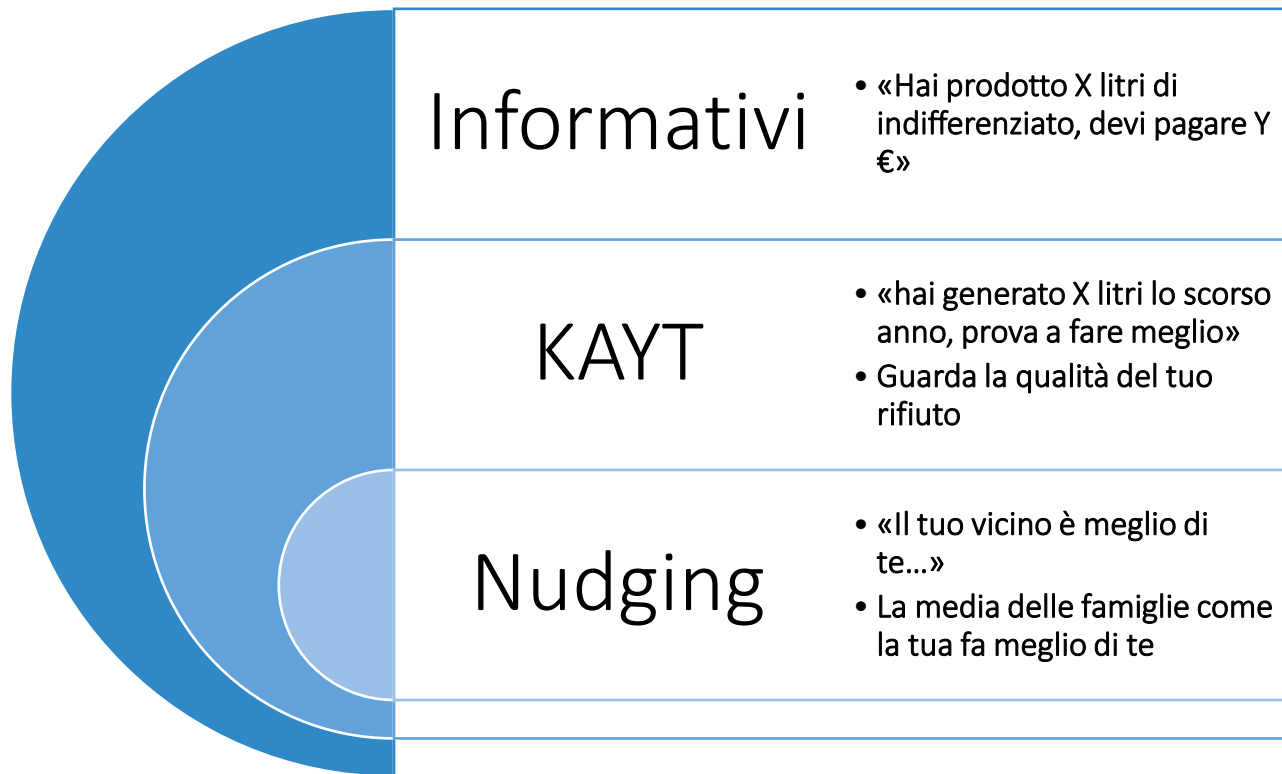 Informativi
• «Hai prodotto X litri di
indifferenziato, devi pagare Y
€»
KAYT
• «hai generato X litri lo scorso
anno, prova a fare meglio»
• Guarda la qualità del tuo
rifiuto
Nudging
• «Il tuo vicino è meglio di
te…»
• La media delle famiglie come
la tua fa meglio di te